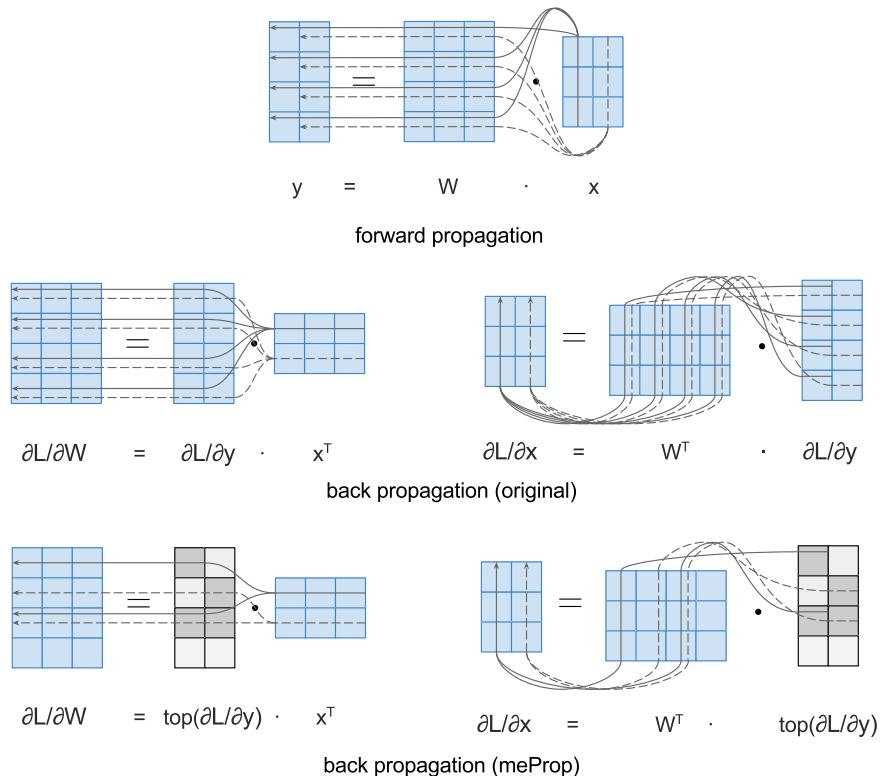 y = W · x
forward propagation
∂L/∂W = ∂L/∂y · xᵀ
∂L/∂x = Wᵀ · ∂L/∂y
back propagation (original)
∂L/∂W = top(∂L/∂y) · xᵀ
∂L/∂x = Wᵀ · top(∂L/∂y)
back propagation (meProp)